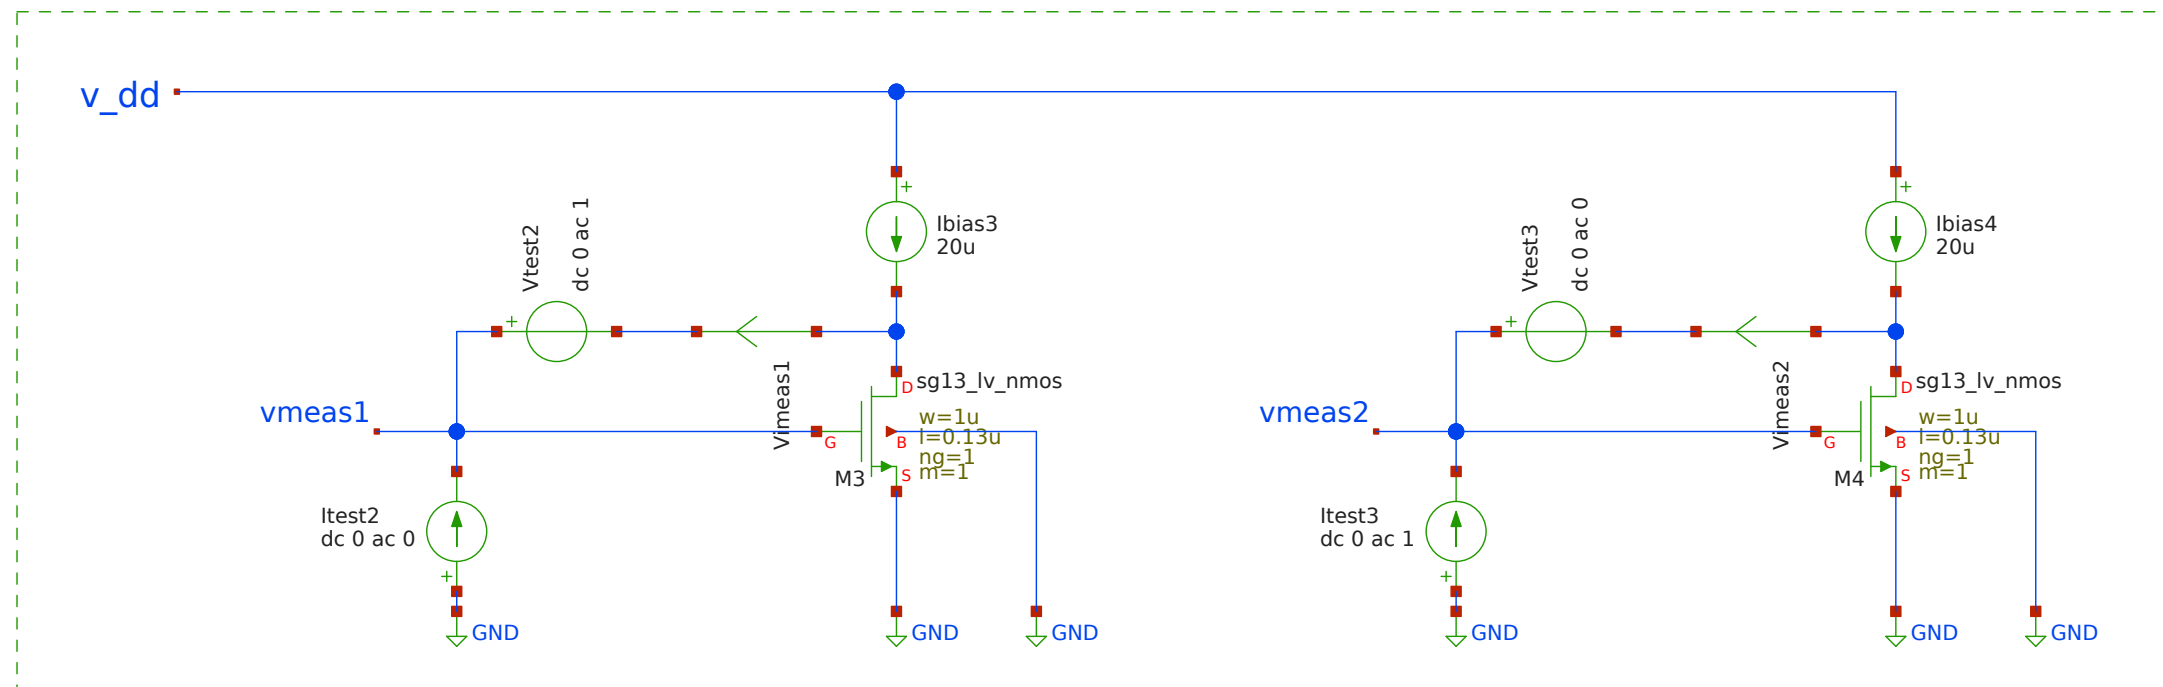 v_dd
+
Ibias3
20u
Vtest2
dc 0 ac 1
+
Vimeas1
D
sg13_lv_nmos
vmeas1
G
B
S
w=1u
l=0.13u
ng=1
m=1
M3
Itest2
dc 0 ac 0
+
GND
GND
GND
+
Ibias4
20u
Vtest3
dc 0 ac 0
+
Vimeas2
D
sg13_lv_nmos
vmeas2
G
B
S
w=1u
l=0.13u
ng=1
m=1
M4
Itest3
dc 0 ac 1
+
GND
GND
GND